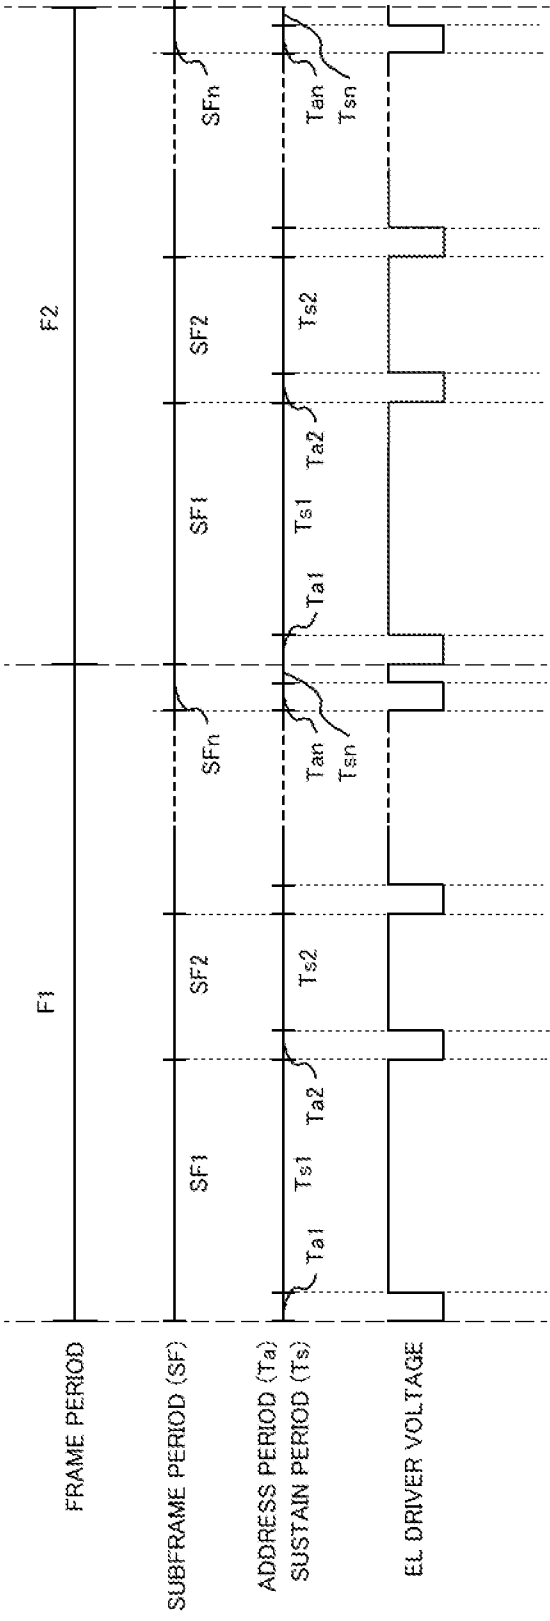 FRAME PERIOD
F1
F2
SUBFRAME PERIOD (SF)
SF1
SF2
SFn
SF1
SF2
SFn
ADDRESS PERIOD (Ta)
SUSTAIN PERIOD (Ts)
Ta1
Ts1
Ta2
Ts2
Tan
Tsn
Ta1
Ts1
Ta2
Ts2
Tan
Tsn
EL DRIVER VOLTAGE